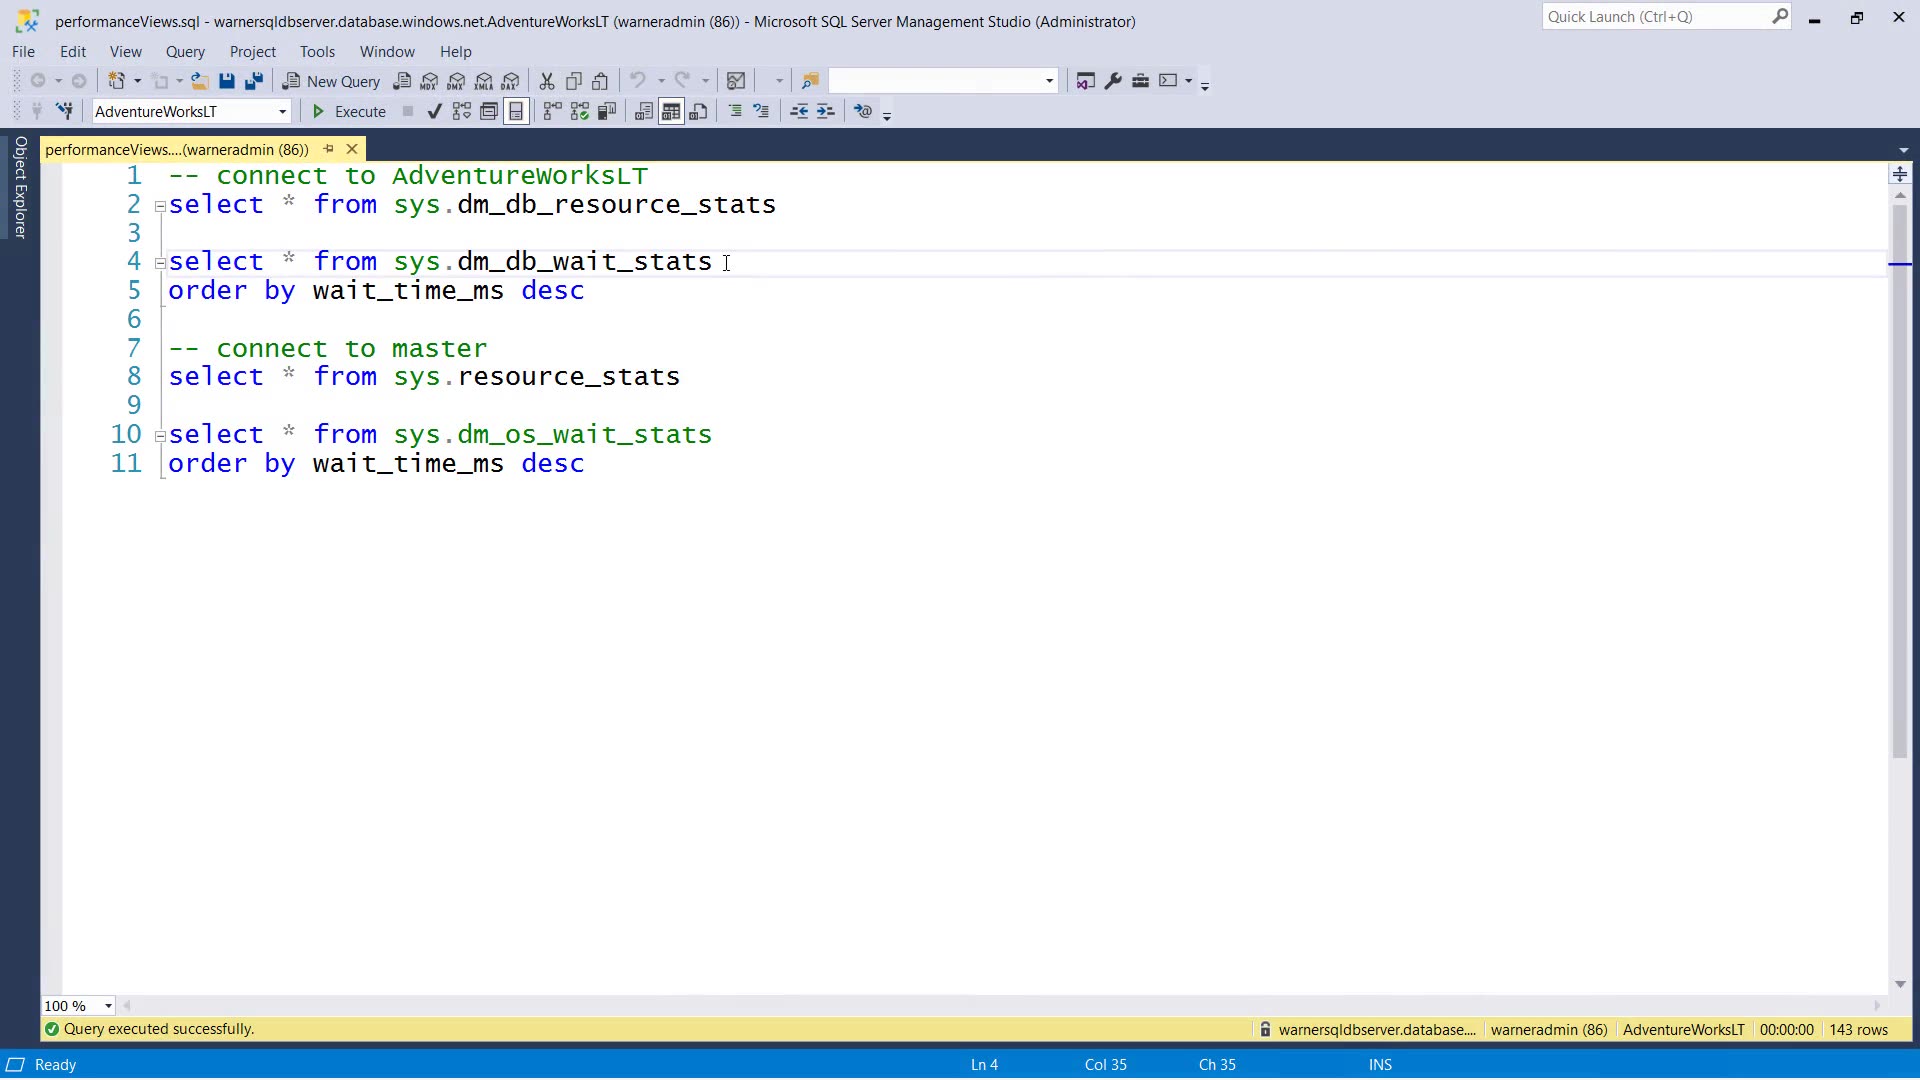 performanceViews.sql - warnersqldbserver.database.windows.net.AdventureWorksLT (warneradmin (86)) - Microsoft SQL Server Management Studio (Administrator)
Quick Launch (Ctrl+Q)
File Edit View Query Project Tools Window Help
New Query
MDX DMX XMLA DAX
AdventureWorksLT
Execute
Object Explorer
performanceViews....(warneradmin (86))
1 -- connect to AdventureWorksLT
2 select * from sys.dm_db_resource_stats
3
4 select * from sys.dm_db_wait_stats
5 order by wait_time_ms desc
6
7 -- connect to master
8 select * from sys.resource_stats
9
10 select * from sys.dm_os_wait_stats
11 order by wait_time_ms desc
100 %
Query executed successfully.
warnersqldbserver.database....
warneradmin (86)
AdventureWorksLT
00:00:00
143 rows
Ready
Ln 4
Col 35
Ch 35
INS